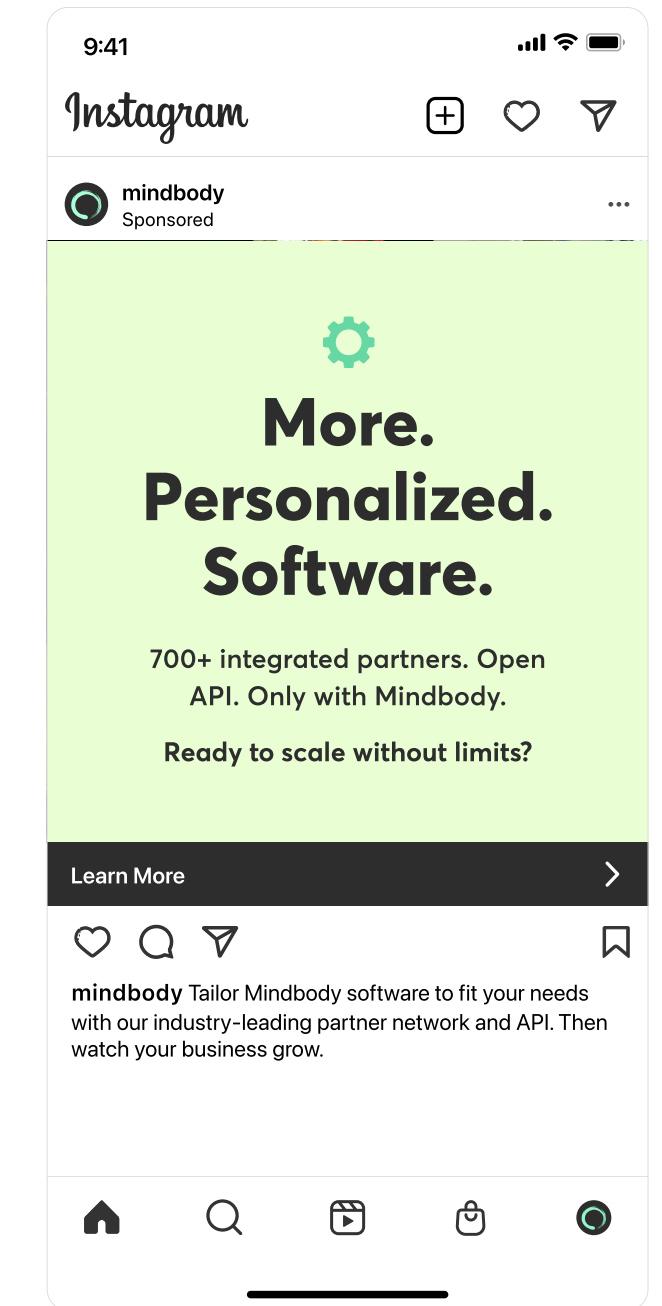 9:41
Instagram
mindbody
Sponsored
More.
Personalized.
Software.
700+ integrated partners. Open
API. Only with Mindbody.
Ready to scale without limits?
Learn More
mindbody Tailor Mindbody software to fit your needs
with our industry-leading partner network and API. Then
watch your business grow.